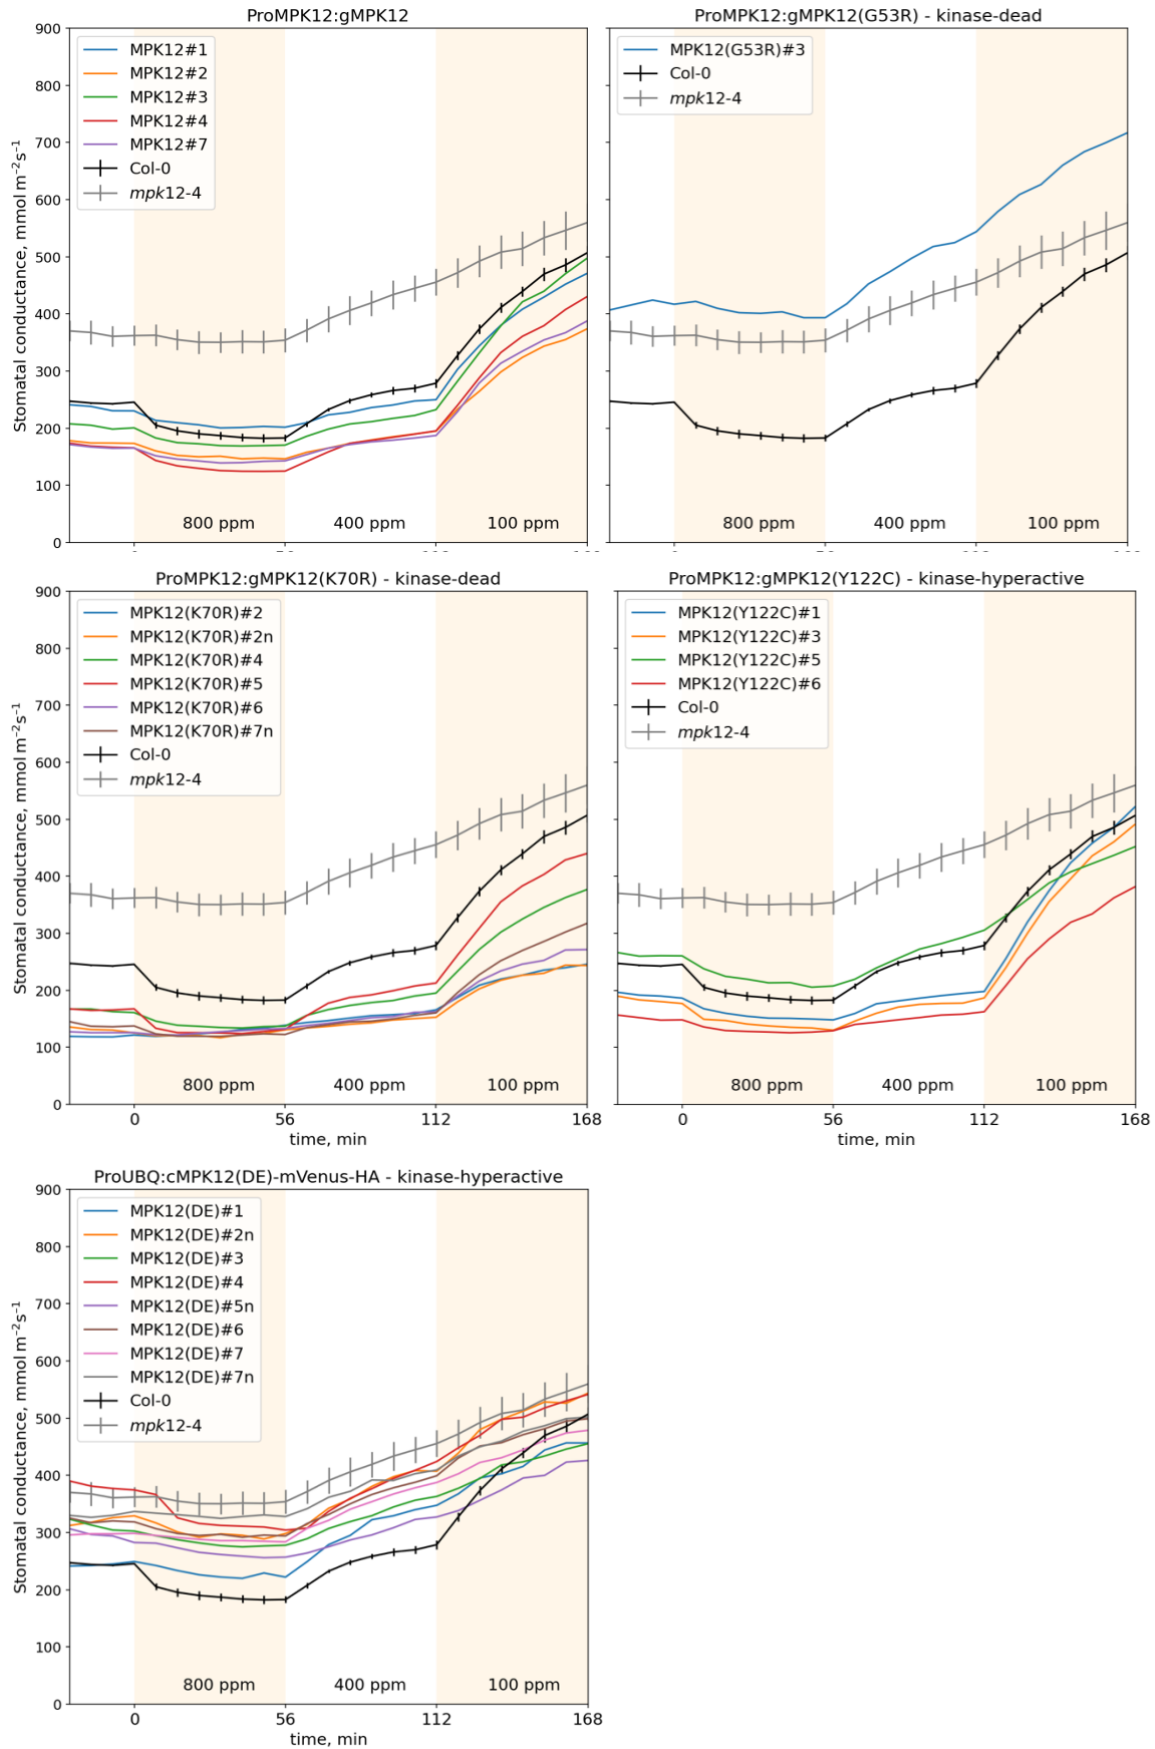 ProMPK12:gMPK12
Stomatal conductance, mmol m⁻²s⁻¹
900
800
700
600
500
400
300
200
100
0
MPK12#1
MPK12#2
MPK12#3
MPK12#4
MPK12#7
Col-0
mpk12-4
800 ppm
400 ppm
100 ppm
ProMPK12:gMPK12(G53R) - kinase-dead
MPK12(G53R)#3
Col-0
mpk12-4
800 ppm
400 ppm
100 ppm
ProMPK12:gMPK12(K70R) - kinase-dead
Stomatal conductance, mmol m⁻²s⁻¹
900
800
700
600
500
400
300
200
100
0
MPK12(K70R)#2
MPK12(K70R)#2n
MPK12(K70R)#4
MPK12(K70R)#5
MPK12(K70R)#6
MPK12(K70R)#7n
Col-0
mpk12-4
800 ppm
400 ppm
100 ppm
0 56 112 168
time, min
ProMPK12:gMPK12(Y122C) - kinase-hyperactive
MPK12(Y122C)#1
MPK12(Y122C)#3
MPK12(Y122C)#5
MPK12(Y122C)#6
Col-0
mpk12-4
800 ppm
400 ppm
100 ppm
0 56 112 168
time, min
ProUBQ:cMPK12(DE)-mVenus-HA - kinase-hyperactive
Stomatal conductance, mmol m⁻²s⁻¹
900
800
700
600
500
400
300
200
100
0
MPK12(DE)#1
MPK12(DE)#2n
MPK12(DE)#3
MPK12(DE)#4
MPK12(DE)#5n
MPK12(DE)#6
MPK12(DE)#7
MPK12(DE)#7n
Col-0
mpk12-4
800 ppm
400 ppm
100 ppm
0 56 112 168
time, min